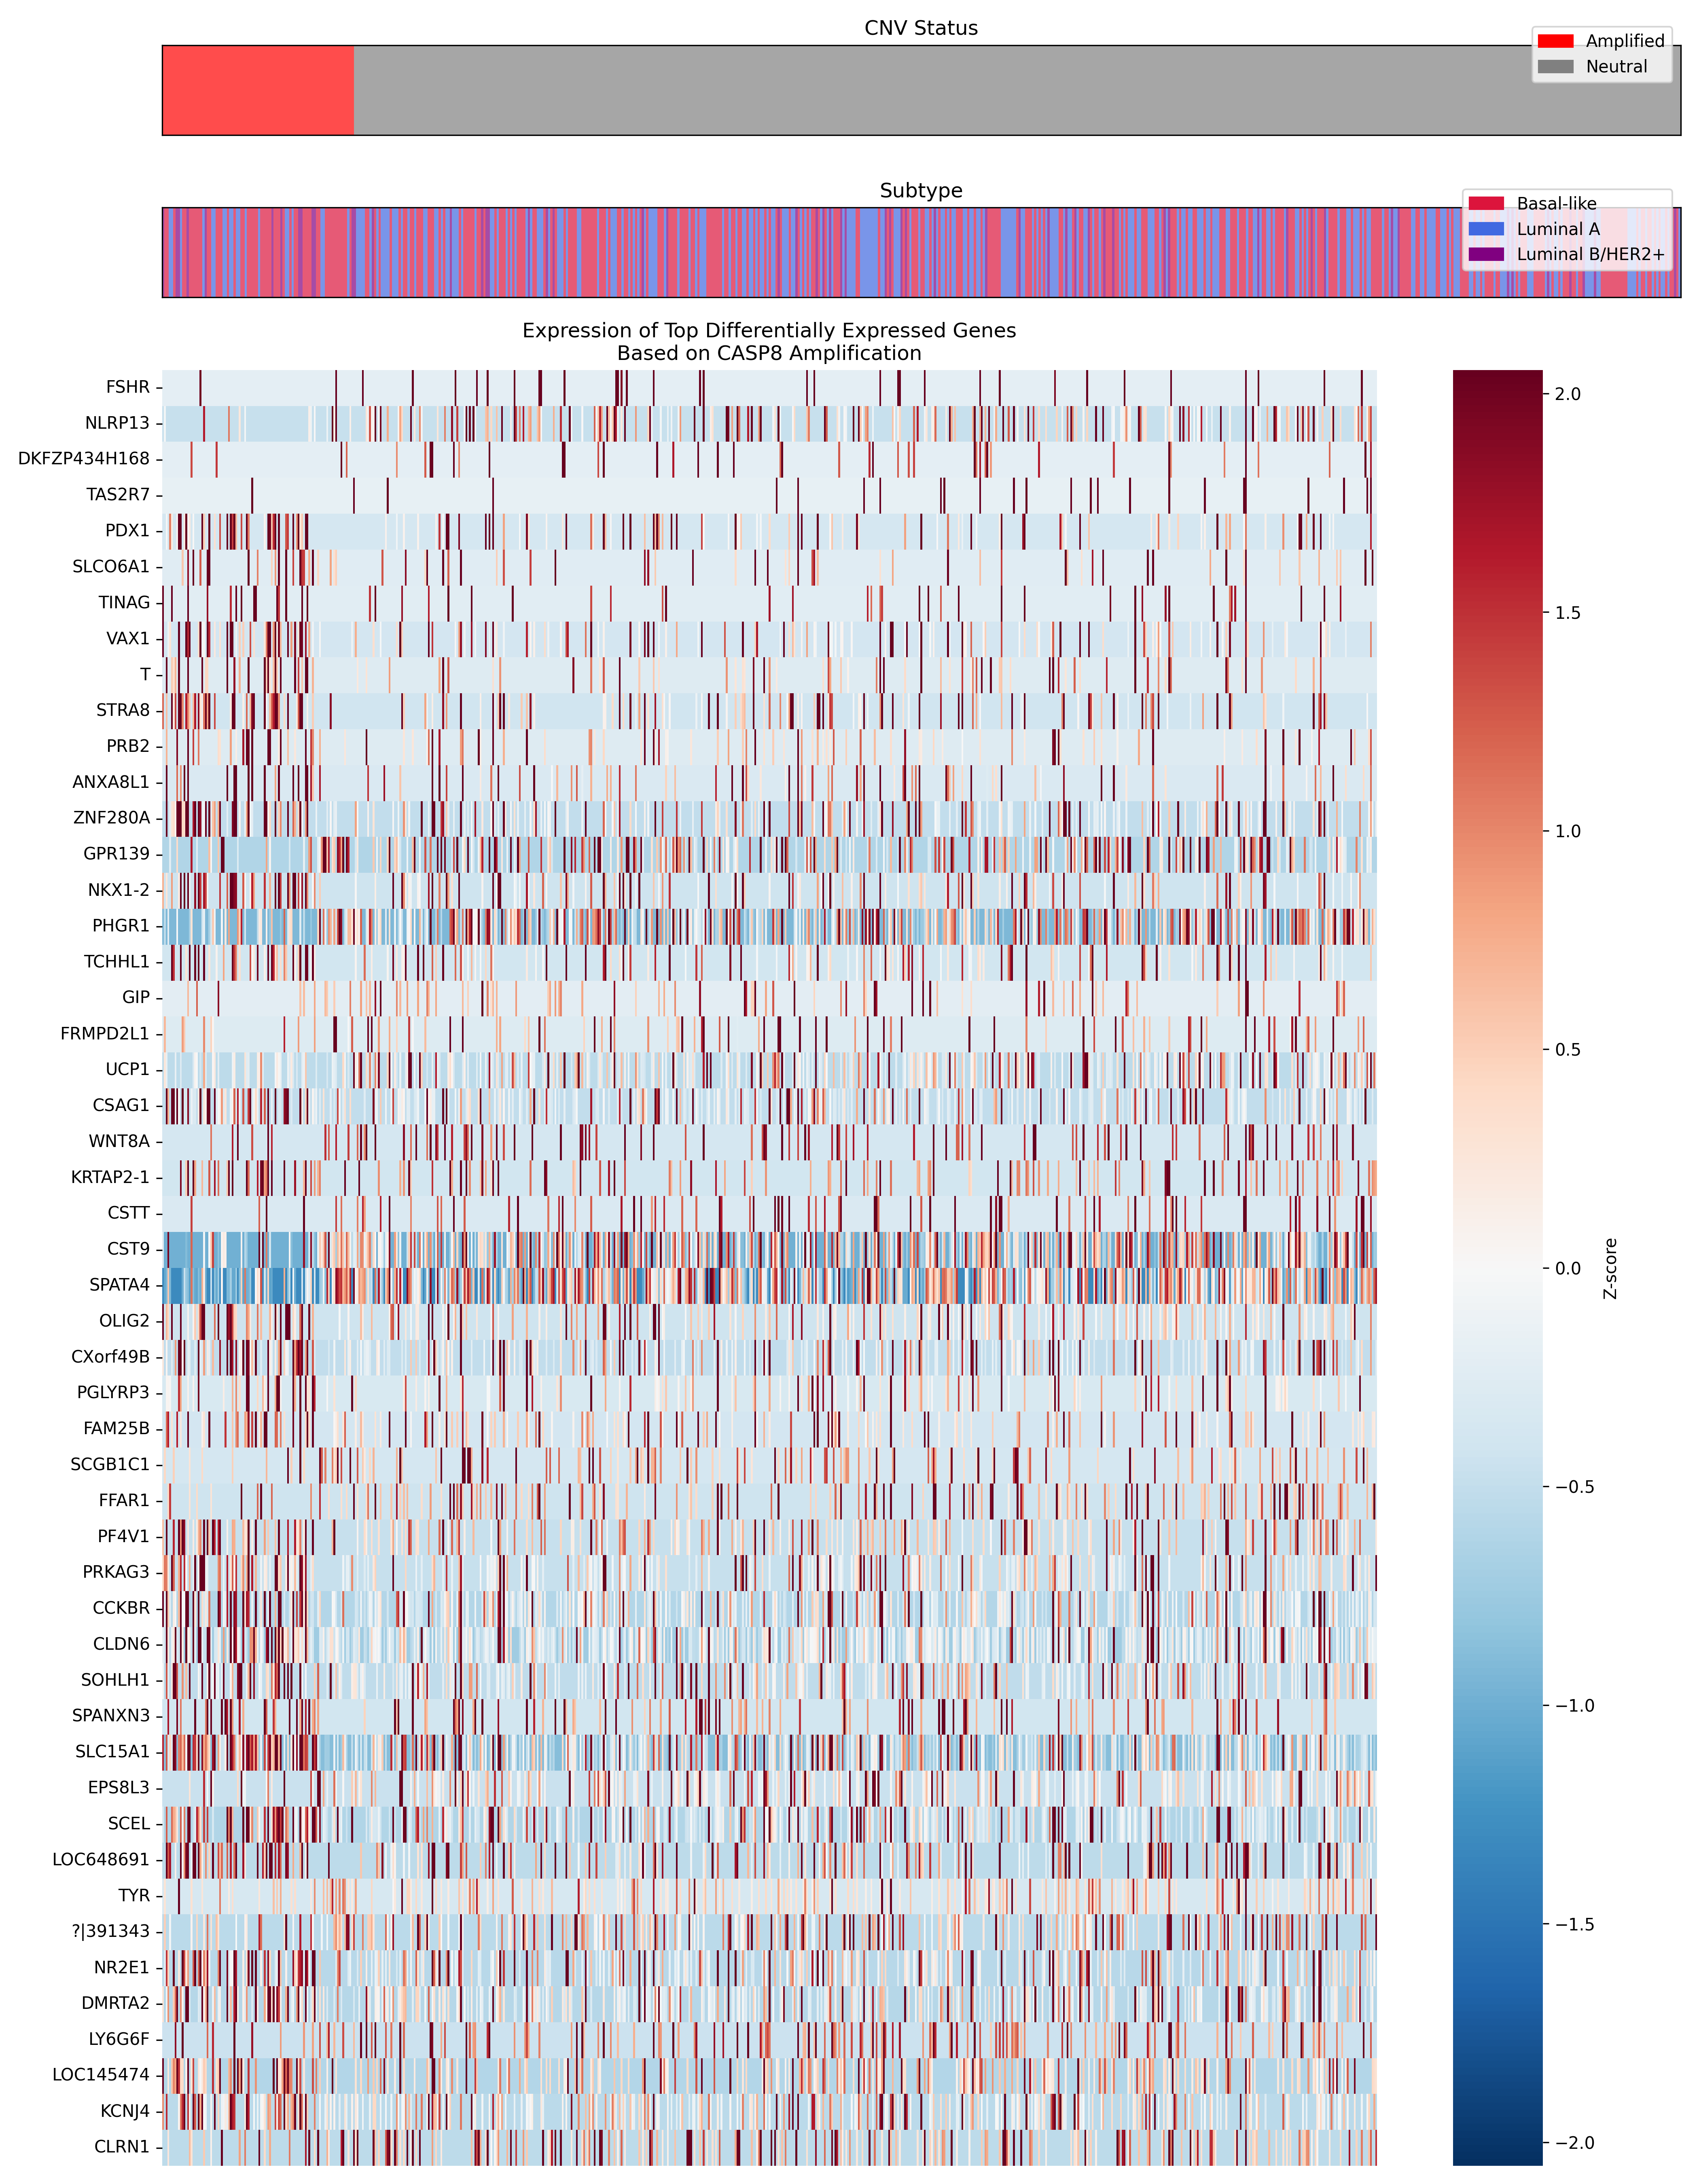 CNV Status
Amplified
Neutral
Subtype
Basal-like
Luminal A
Luminal B/HER2+
Expression of Top Differentially Expressed Genes
Based on CASP8 Amplification
FSHR
NLRP13
DKFZP434H168
TAS2R7
PDX1
SLCO6A1
TINAG
VAX1
T
STRA8
PRB2
ANXA8L1
ZNF280A
GPR139
NKX1-2
PHGR1
TCHHL1
GIP
FRMPD2L1
UCP1
CSAG1
WNT8A
KRTAP2-1
CSTT
CST9
SPATA4
OLIG2
CXorf49B
PGLYRP3
FAM25B
SCGB1C1
FFAR1
PF4V1
PRKAG3
CCKBR
CLDN6
SOHLH1
SPANXN3
SLC15A1
EPS8L3
SCEL
LOC648691
TYR
?|391343
NR2E1
DMRTA2
LY6G6F
LOC145474
KCNJ4
CLRN1
2.0
1.5
1.0
0.5
0.0
−0.5
−1.0
−1.5
−2.0
Z-score